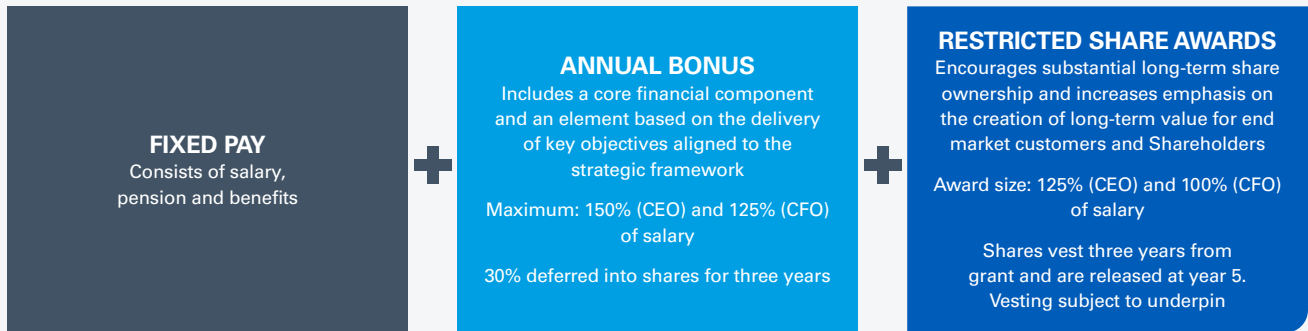 FIXED PAY
Consists of salary,
pension and benefits
ANNUAL BONUS
Includes a core financial component
and an element based on the delivery
of key objectives aligned to the
strategic framework
Maximum: 150% (CEO) and 125% (CFO)
of salary
30% deferred into shares for three years
RESTRICTED SHARE AWARDS
Encourages substantial long-term share
ownership and increases emphasis on
the creation of long-term value for end
market customers and Shareholders
Award size: 125% (CEO) and 100% (CFO)
of salary
Shares vest three years from
grant and are released at year 5.
Vesting subject to underpin